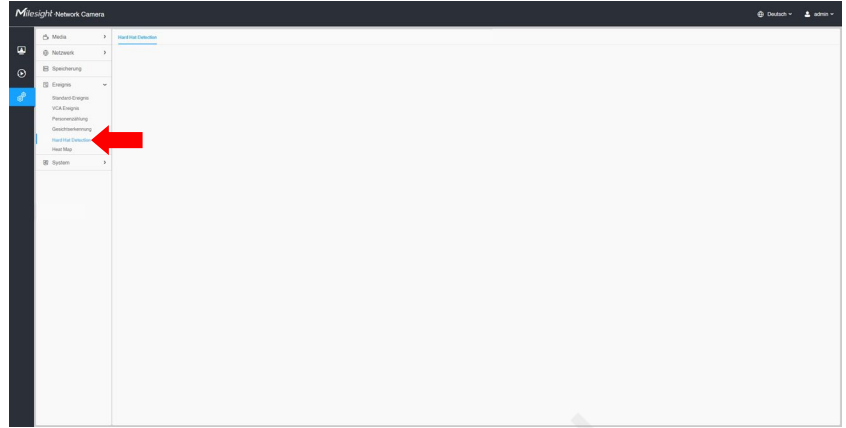 Milesight Network Camera
Deutsch
admin
Media
Hard Hat Detection
Netzwerk
Speicherung
Ereignis
Standard Ereignis
VCA Ereignis
Personenzählung
Gesichtserkennung
Hard Hat Detection
Heat Map
System